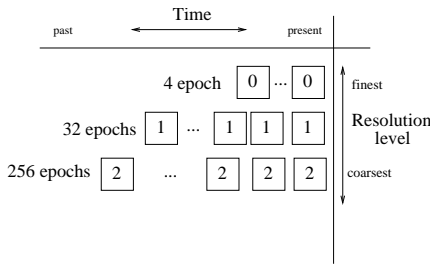 Time
past present
4 epoch 0 ... 0 finest
32 epochs 1 ... 1 1 1 Resolution
level
256 epochs 2 ... 2 2 2 coarsest